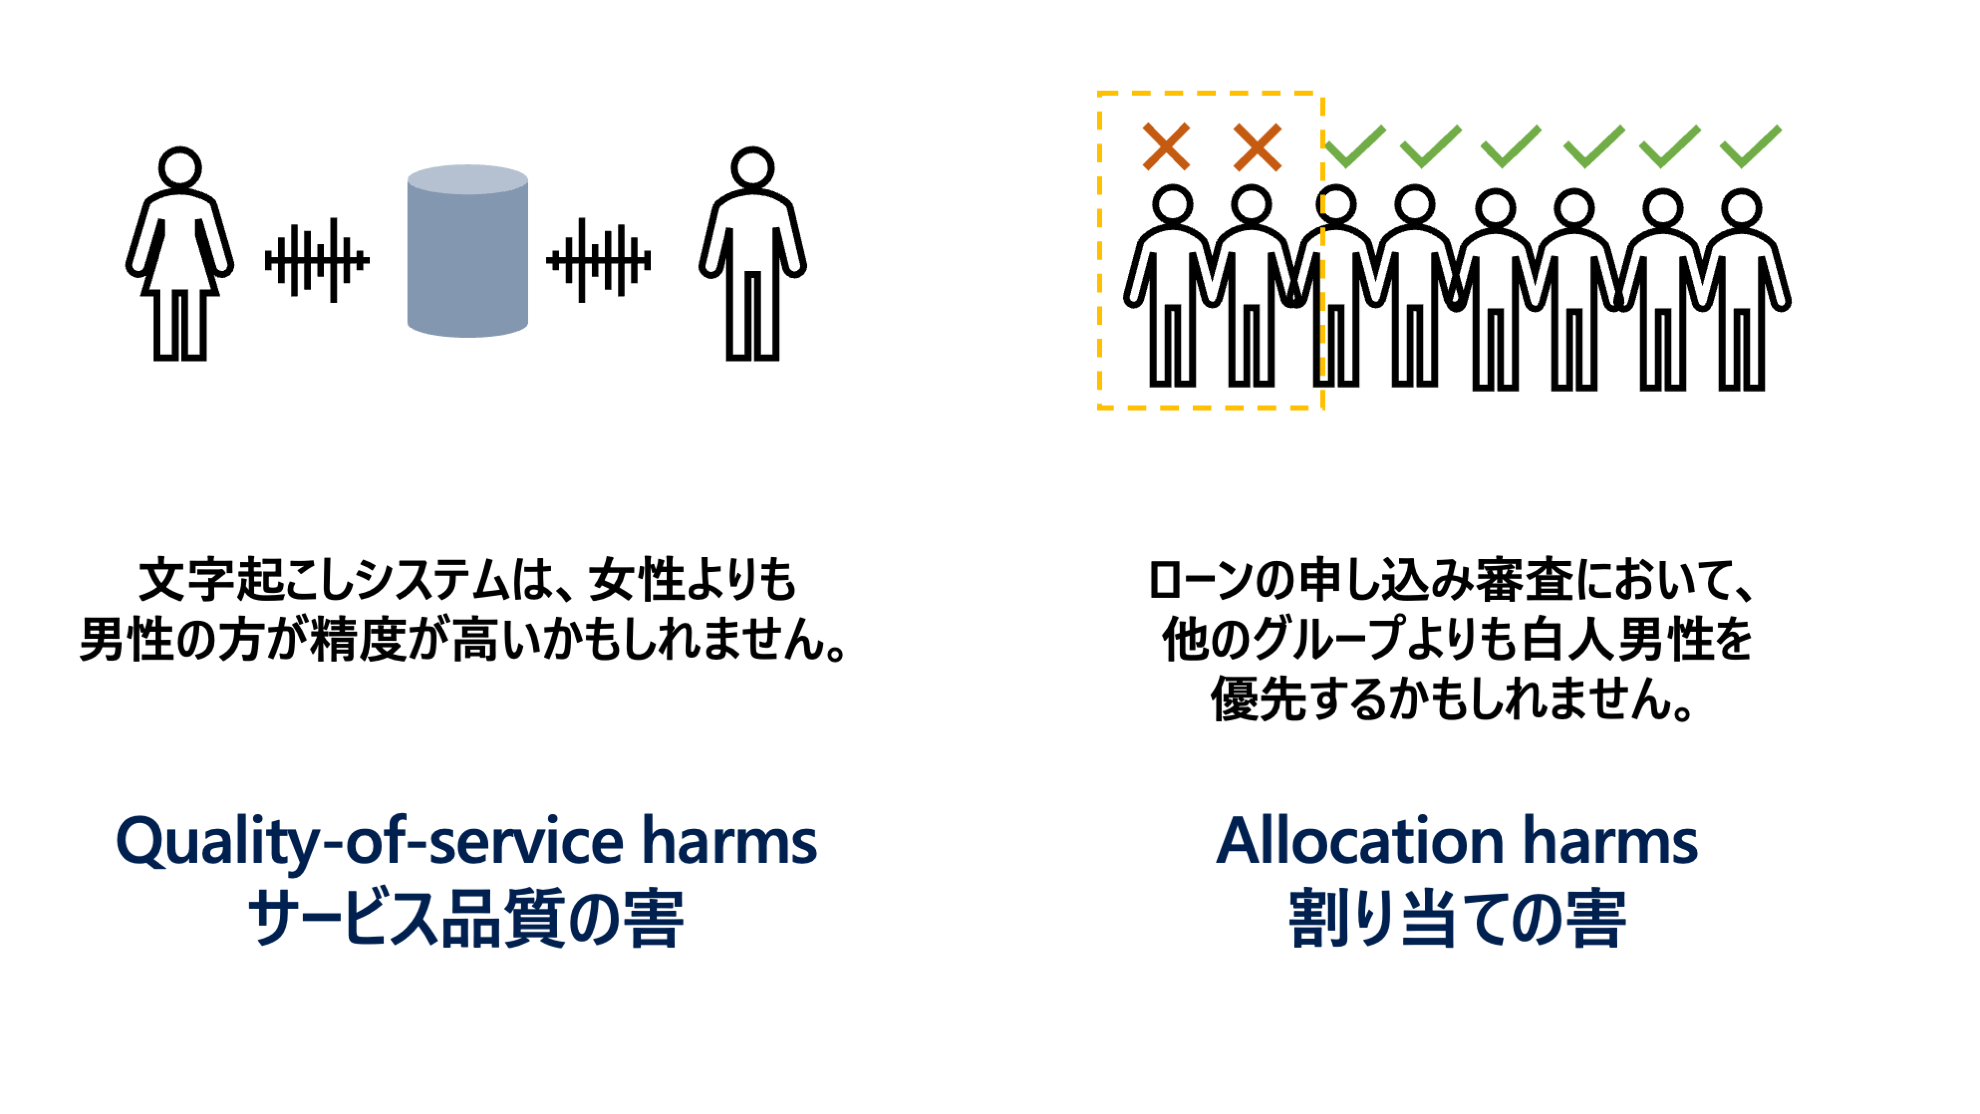 文字起こしシステムは、女性よりも
男性の方が精度が高いかもしれません。
Quality-of-service harms
サービス品質の害
ローンの申し込み審査において、
他のグループよりも白人男性を
優先するかもしれません。
Allocation harms
割り当ての害